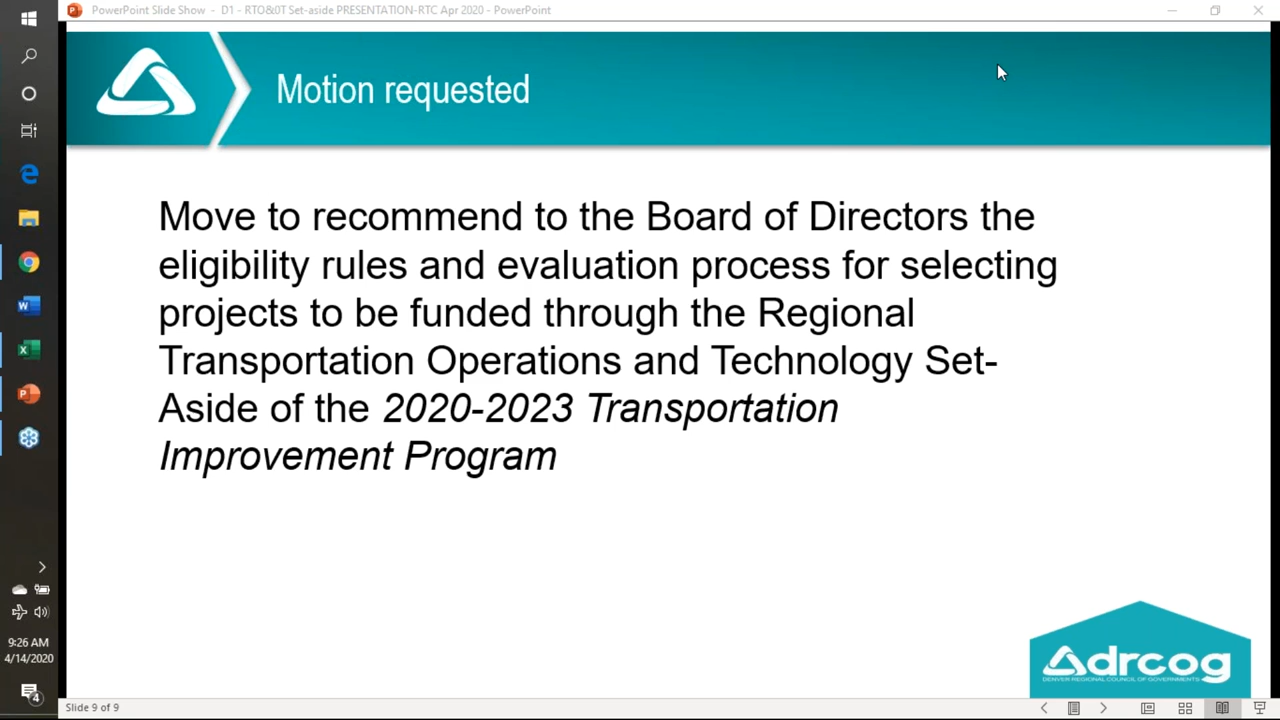 PowerPoint Slide Show - D1 - RTO&0T Set-aside PRESENTATION-RTC Apr 2020 - PowerPoint
Motion requested
Move to recommend to the Board of Directors the
eligibility rules and evaluation process for selecting
projects to be funded through the Regional
Transportation Operations and Technology Set-
Aside of the 2020-2023 Transportation
Improvement Program
9:26 AM
4/14/2020
4
drcog
DENVER REGIONAL COUNCIL OF GOVERNMENTS
Slide 9 of 9